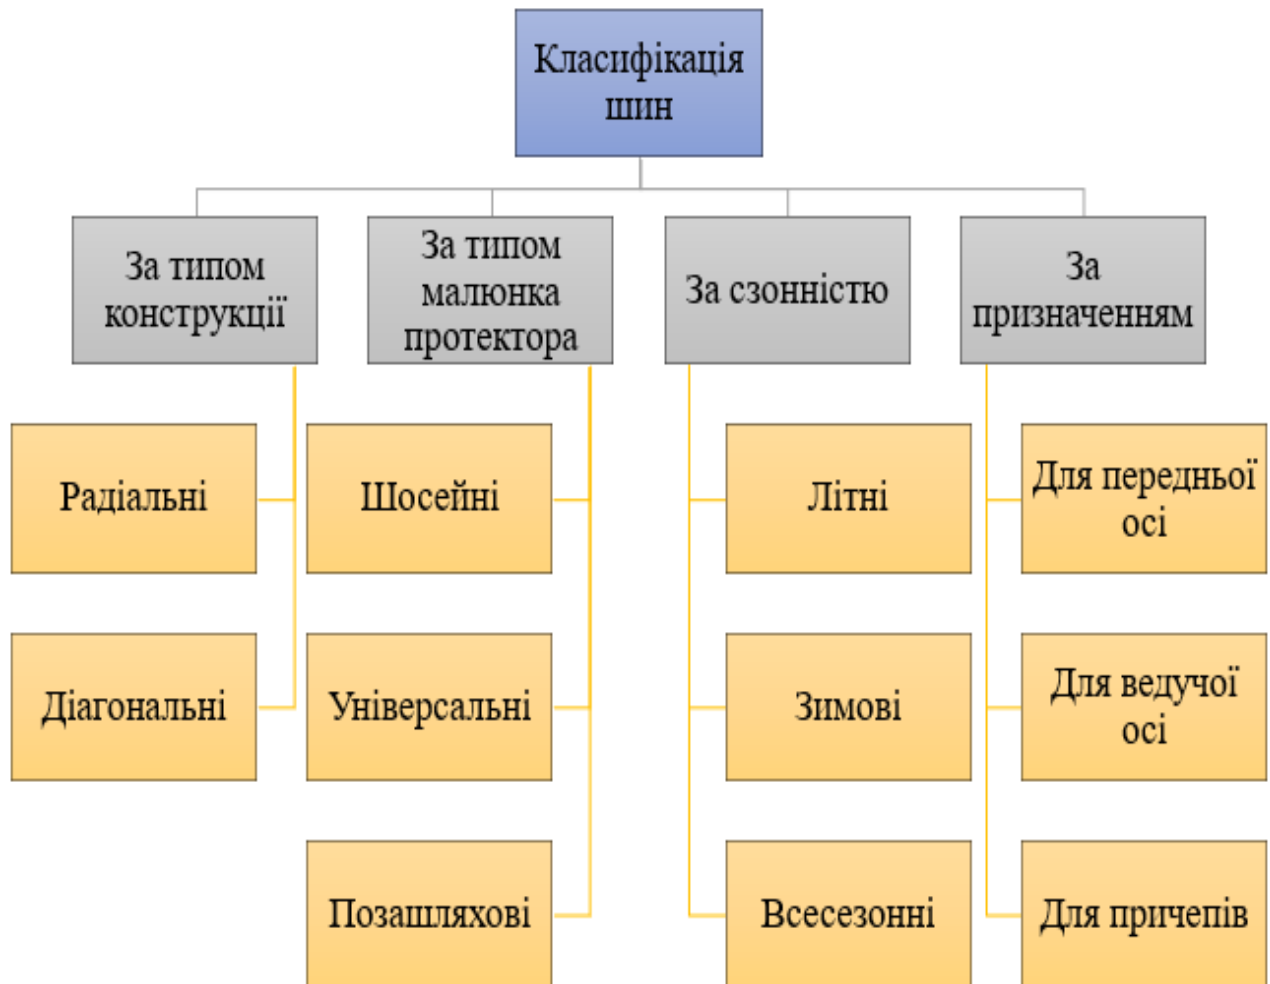 Класифікація
шин
За типом
конструкції
За типом
малюнка
протектора
За сзонністю
За
призначенням
Радіальні
Діагональні
Шосейні
Універсальні
Позашляхові
Літні
Зимові
Всесезонні
Для передньої
осі
Для ведучої
осі
Для причепів